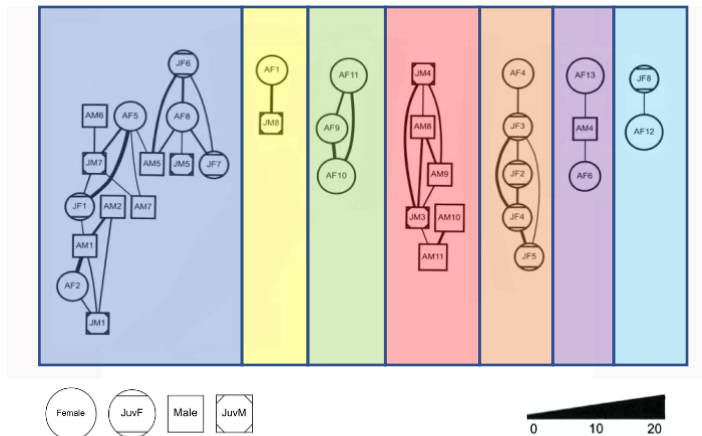 JF6
AF1
AF11
JM4
AF4
AF13
JF8
AM6
AF5
AF8
JM8
AF9
AM8
JF3
AM4
AF12
JM7
AM5
JM5
JF7
AF10
AM9
JF2
AF6
JF1
AM2
AM7
JM3
AM10
JF4
AM1
AM11
JF5
AF2
JM1
Female
JuvF
Male
JuvM
0
10
20